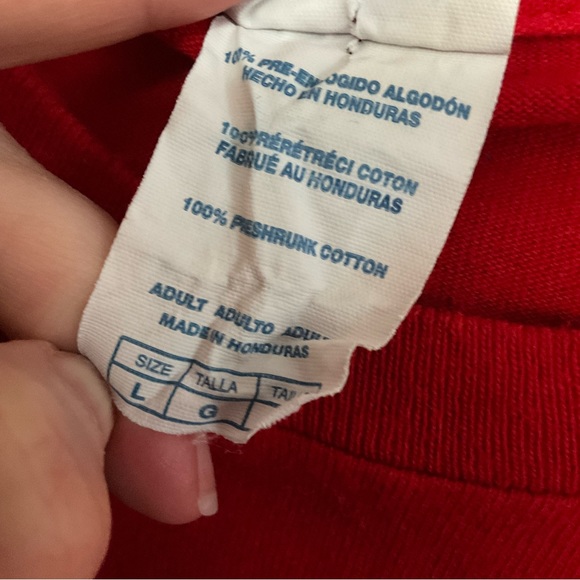 100% PRE-ENCOGIDO ALGODÓN
HECHO EN HONDURAS
100% PRÉRÉTRÉCI COTON
FABRIQUÉ AU HONDURAS
100% PRESHRUNK COTTON
ADULT ADULTO
MADE IN HONDURAS
SIZE TALLA
L G